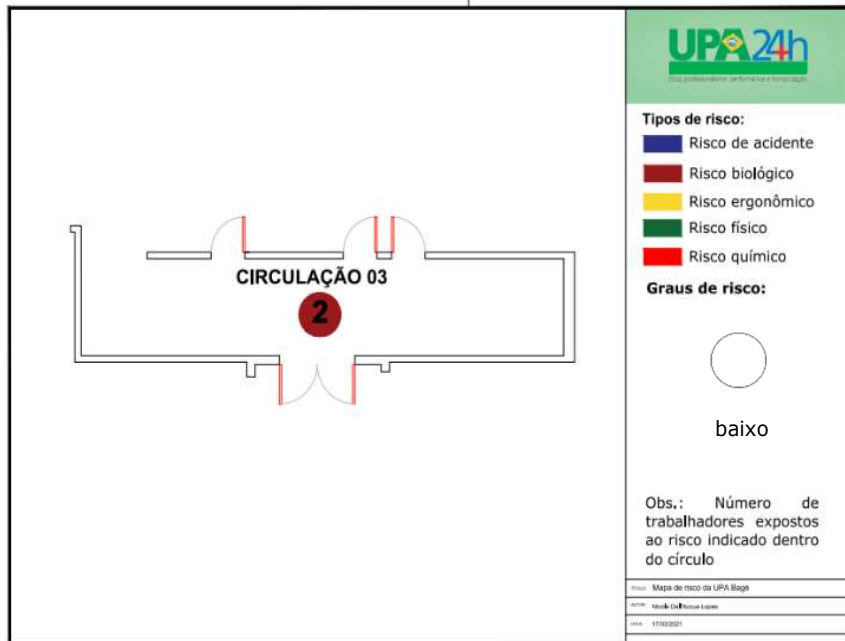 UPA 24h
Tipos de risco:
Risco de acidente
Risco biológico
Risco ergonômico
Risco físico
Risco químico
Graus de risco:
baixo
CIRCULAÇÃO 03
2
Obs.: Número de
trabalhadores expostos
ao risco indicado dentro
do círculo
Mapa de risco da UPA Bagé
17/03/2021